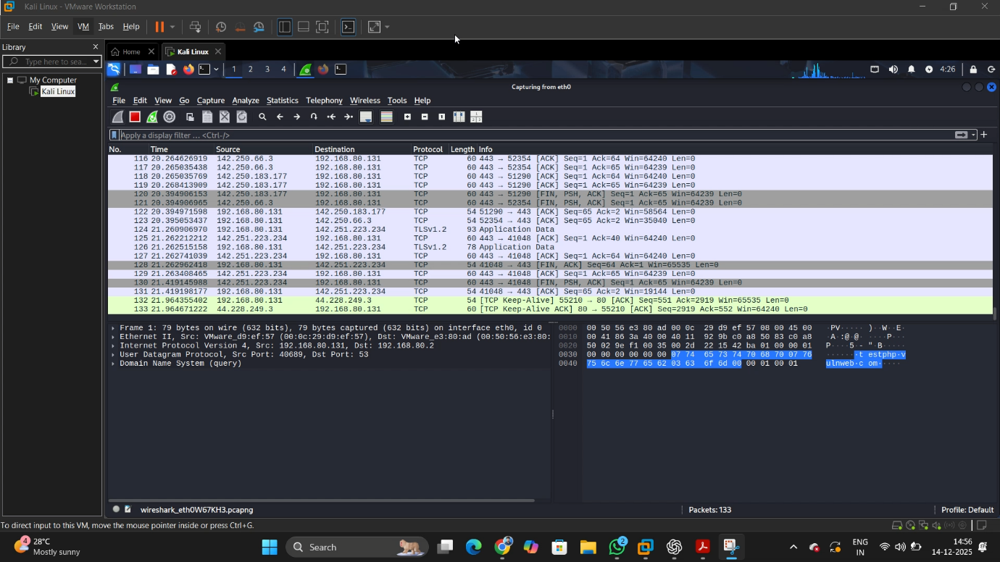 Kali Linux - VMware Workstation
File Edit View VM Tabs Help
Library
Type here to sea...
My Computer
Kali Linux
Home Kali Linux
1 2 3 4 4:26
Capturing from eth0
File Edit View Go Capture Analyze Statistics Telephony Wireless Tools Help
Apply a display filter ... <Ctrl-/>
No. Time Source Destination Protocol Length Info
116 20.264626919 142.250.66.3 192.168.80.131 TCP 60 443 → 52354 [ACK] Seq=1 Ack=64 Win=64240 Len=0
117 20.265035438 142.250.66.3 192.168.80.131 TCP 60 443 → 52354 [ACK] Seq=1 Ack=65 Win=64239 Len=0
118 20.265035769 142.250.183.177 192.168.80.131 TCP 60 443 → 51290 [ACK] Seq=1 Ack=64 Win=64240 Len=0
119 20.268413909 142.250.183.177 192.168.80.131 TCP 60 443 → 51290 [ACK] Seq=1 Ack=65 Win=64239 Len=0
120 20.394906153 142.250.183.177 192.168.80.131 TCP 60 443 → 51290 [FIN, PSH, ACK] Seq=1 Ack=65 Win=64239 Len=0
121 20.394906965 142.250.66.3 192.168.80.131 TCP 60 443 → 52354 [FIN, PSH, ACK] Seq=1 Ack=65 Win=64239 Len=0
122 20.394971598 192.168.80.131 142.250.183.177 TCP 54 51290 → 443 [ACK] Seq=65 Ack=2 Win=58564 Len=0
123 20.395053437 192.168.80.131 142.250.66.3 TCP 54 52354 → 443 [ACK] Seq=65 Ack=2 Win=35040 Len=0
124 21.260906970 192.168.80.131 142.251.223.234 TLSv1.2 93 Application Data
125 21.262212212 142.251.223.234 192.168.80.131 TCP 60 443 → 41048 [ACK] Seq=1 Ack=40 Win=64240 Len=0
126 21.262515158 192.168.80.131 142.251.223.234 TLSv1.2 78 Application Data
127 21.262741039 142.251.223.234 192.168.80.131 TCP 60 443 → 41048 [ACK] Seq=1 Ack=64 Win=64240 Len=0
128 21.262962418 192.168.80.131 142.251.223.234 TCP 54 41048 → 443 [FIN, ACK] Seq=64 Ack=1 Win=65535 Len=0
129 21.263408465 142.251.223.234 192.168.80.131 TCP 60 443 → 41048 [ACK] Seq=1 Ack=65 Win=64239 Len=0
130 21.419145988 142.251.223.234 192.168.80.131 TCP 60 443 → 41048 [FIN, PSH, ACK] Seq=1 Ack=65 Win=64239 Len=0
131 21.419198177 192.168.80.131 142.251.223.234 TCP 54 41048 → 443 [ACK] Seq=65 Ack=2 Win=19144 Len=0
132 21.964355402 192.168.80.131 44.228.249.3 TCP 54 [TCP Keep-Alive] 55210 → 80 [ACK] Seq=551 Ack=2919 Win=65535 Len=0
133 21.964671222 44.228.249.3 192.168.80.131 TCP 60 [TCP Keep-Alive ACK] 80 → 55210 [ACK] Seq=2919 Ack=552 Win=64240 Len=0
Frame 1: 79 bytes on wire (632 bits), 79 bytes captured (632 bits) on interface eth0, id 0
Ethernet II, Src: VMware_d9:ef:57 (00:0c:29:d9:ef:57), Dst: VMware_e3:80:ad (00:50:56:e3:80:
Internet Protocol Version 4, Src: 192.168.80.131, Dst: 192.168.80.2
User Datagram Protocol, Src Port: 40689, Dst Port: 53
Domain Name System (query)
0000 00 50 56 e3 80 ad 00 0c 29 d9 ef 57 08 00 45 00 ·PV····· )··W··E·
0010 00 41 86 3a 40 00 40 11 92 9b c0 a8 50 83 c0 a8 ·A·:@·@· ····P···
0020 50 02 9e f1 00 35 00 2d 22 15 42 ba 01 00 00 01 P····5·- "·B·····
0030 00 00 00 00 00 00 07 74 65 73 74 70 68 70 07 76 ·······t estphp·v
0040 75 6c 6e 77 65 62 03 63 6f 6d 00 00 01 00 01 ulnweb·c om·····
wireshark_eth0W67KH3.pcapng Packets: 133 Profile: Default
To direct input to this VM, move the mouse pointer inside or press Ctrl+G.
4
28°C
Mostly sunny
Search
2
ENG
IN
14:56
14-12-2025